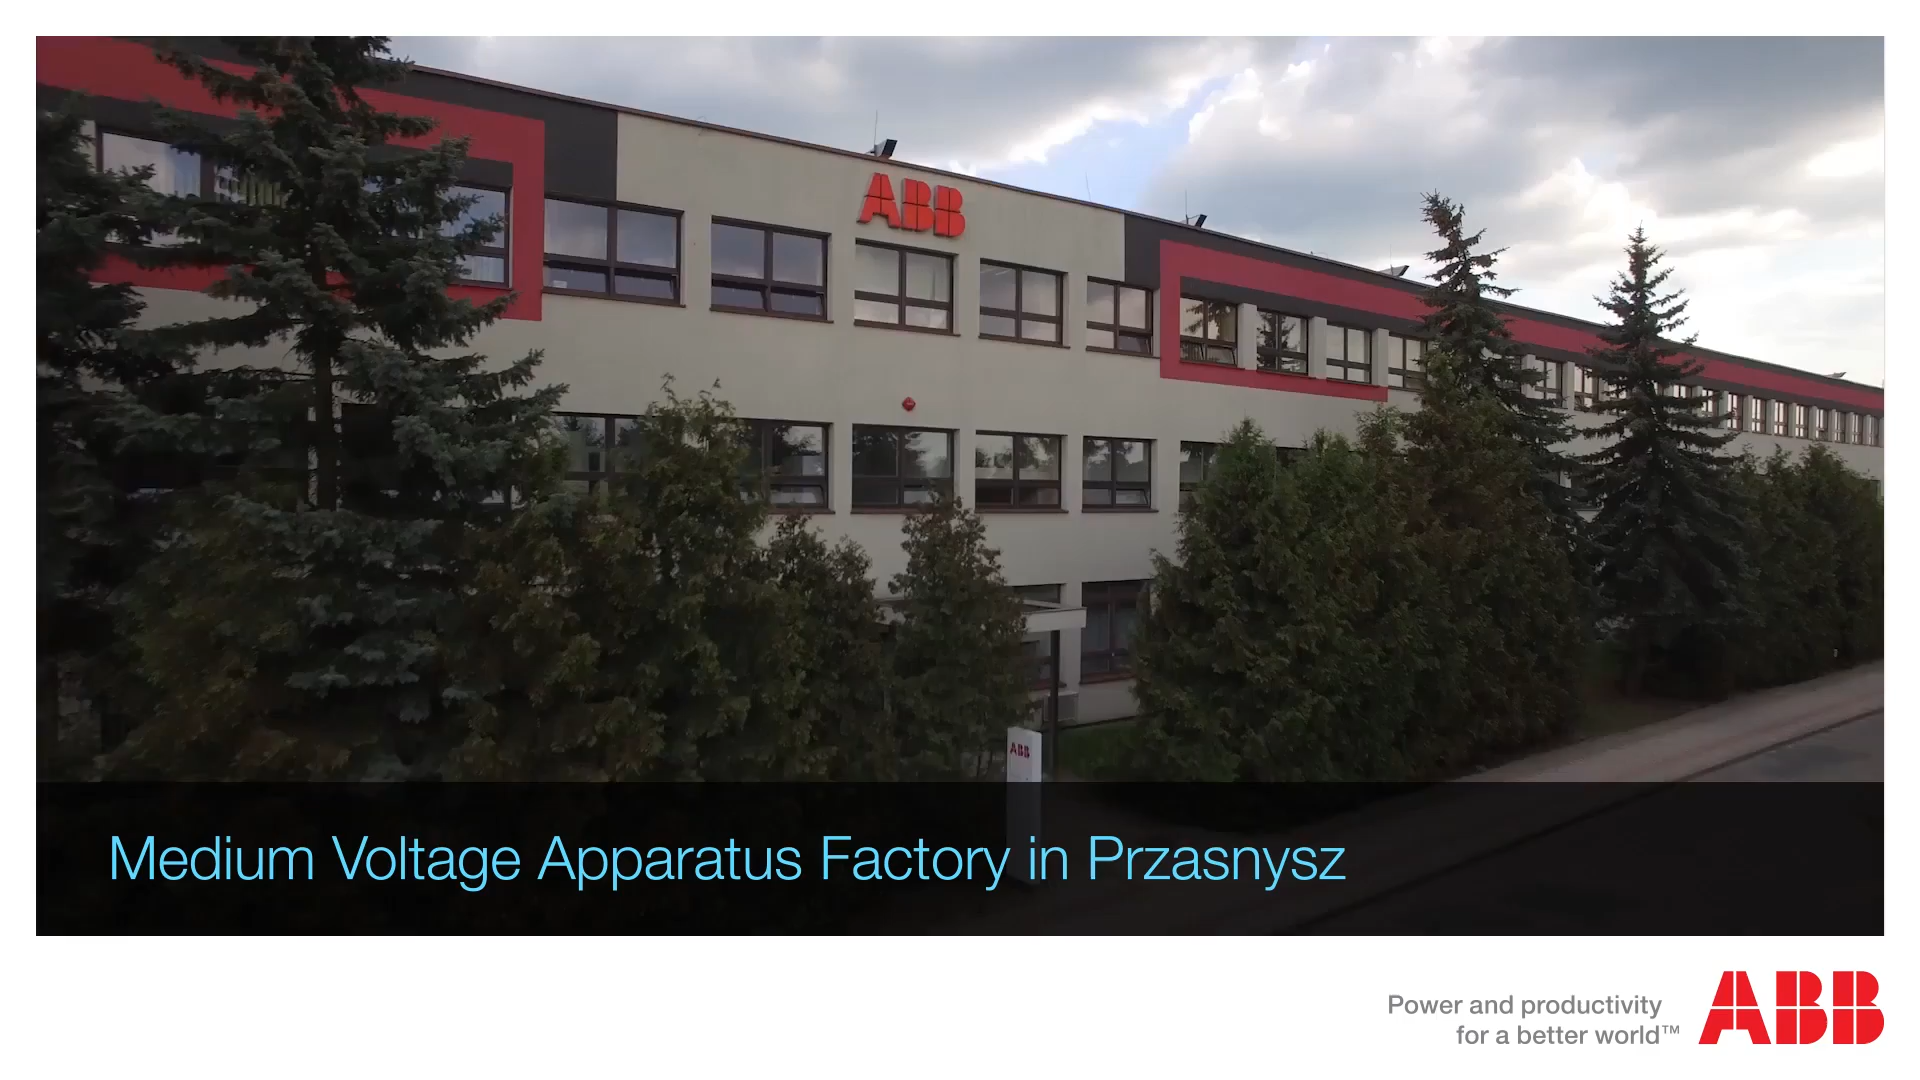 ABB
ABB
Medium Voltage Apparatus Factory in Przasnysz
Power and productivity
for a better world™
ABB